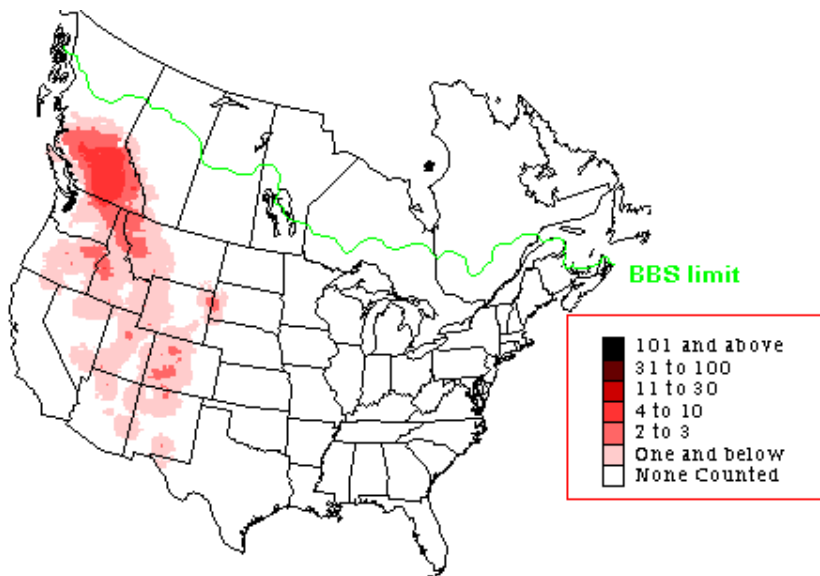 BBS limit
101 and above
31 to 100
11 to 30
4 to 10
2 to 3
One and below
None Counted